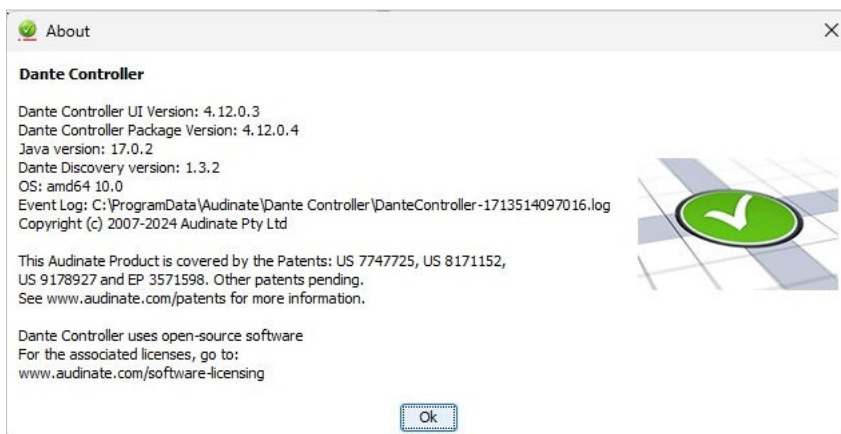 About
Dante Controller
Dante Controller UI Version: 4.12.0.3
Dante Controller Package Version: 4.12.0.4
Java version: 17.0.2
Dante Discovery version: 1.3.2
OS: amd64 10.0
Event Log: C:\ProgramData\Audinate\Dante Controller\DanteController-1713514097016.log
Copyright (c) 2007-2024 Audinate Pty Ltd
This Audinate Product is covered by the Patents: US 7747725, US 8171152,
US 9178927 and EP 3571598. Other patents pending.
See www.audinate.com/patents for more information.
Dante Controller uses open-source software
For the associated licenses, go to:
www.audinate.com/software-licensing
Ok